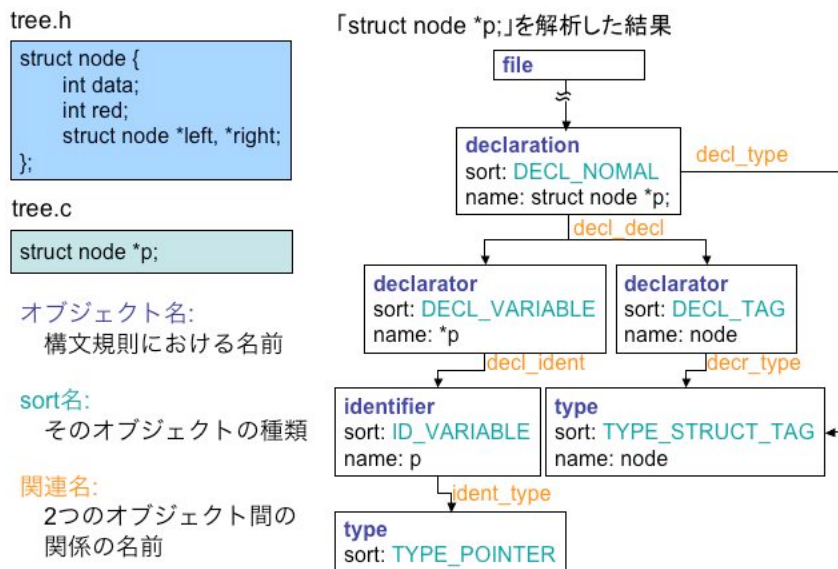 tree.h
struct node {
int data;
int red;
struct node *left, *right;
};
tree.c
struct node *p;
オブジェクト名:
構文規則における名前
sort名:
そのオブジェクトの種類
関連名:
2つのオブジェクト間の
関係の名前
「struct node *p;」を解析した結果
file
declaration
sort: DECL_NOMAL
name: struct node *p;
decl_type
decl_decl
declarator
sort: DECL_VARIABLE
name: *p
declarator
sort: DECL_TAG
name: node
decl_ident
decr_type
identifier
sort: ID_VARIABLE
name: p
type
sort: TYPE_STRUCT_TAG
name: node
ident_type
type
sort: TYPE_POINTER